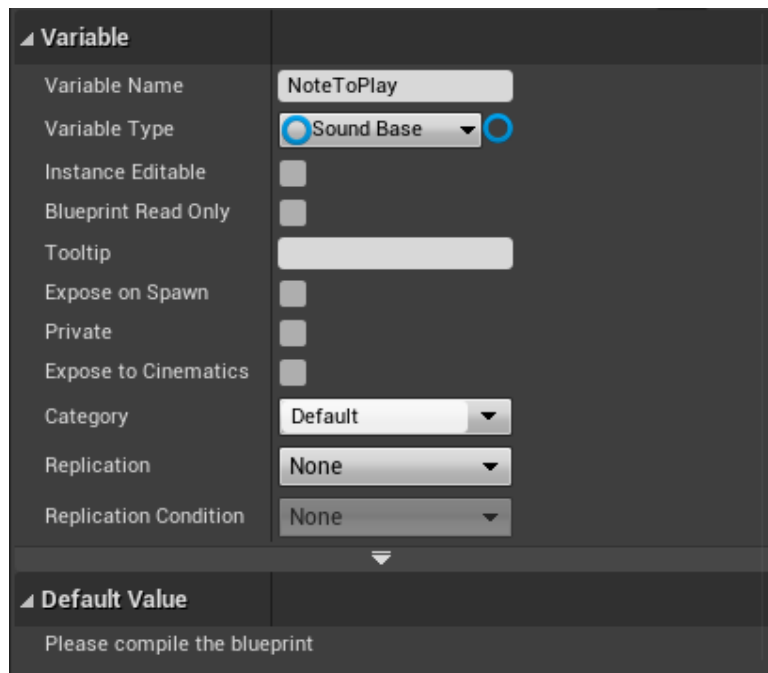 Variable
Variable Name NoteToPlay
Variable Type Sound Base
Instance Editable
Blueprint Read Only
Tooltip
Expose on Spawn
Private
Expose to Cinematics
Category Default
Replication None
Replication Condition None
Default Value
Please compile the blueprint